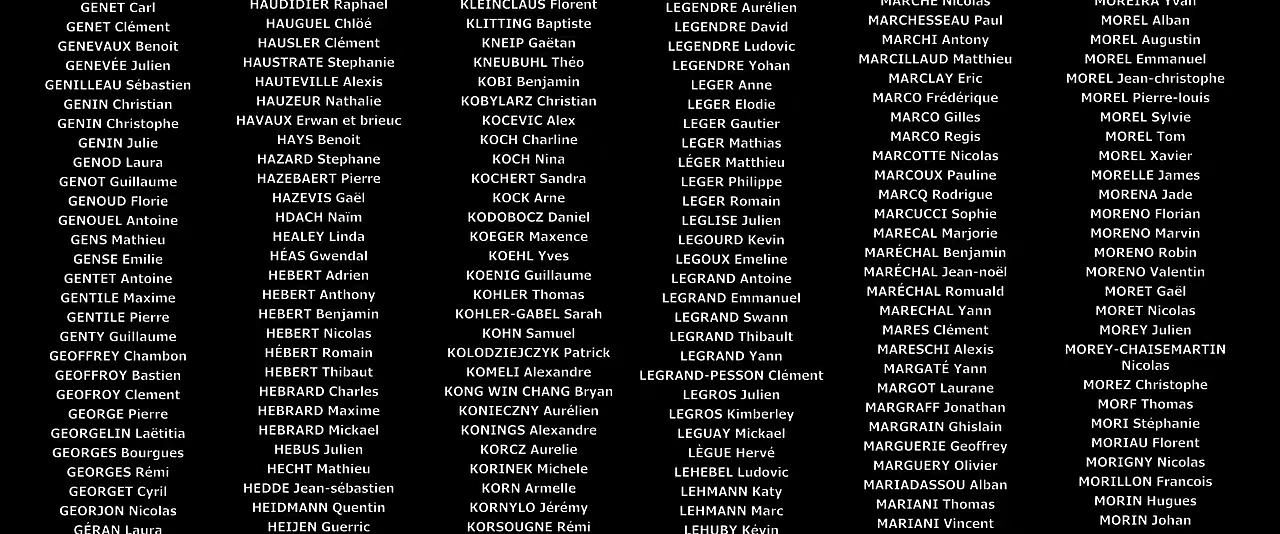 GENET Carl
GENET Clément
GENEVAUX Benoit
GENEVÉE Julien
GENILLEAU Sébastien
GENIN Christian
GENIN Christophe
GENIN Julie
GENOD Laura
GENOT Guillaume
GENOUD Florie
GENOUEL Antoine
GENS Mathieu
GENSE Emilie
GENTET Antoine
GENTILE Maxime
GENTILE Pierre
GENTY Guillaume
GEOFFREY Chambon
GEOFFROY Bastien
GEOFROY Clement
GEORGE Pierre
GEORGELIN Laëtitia
GEORGES Bourgues
GEORGES Rémi
GEORGET Cyril
GEORJON Nicolas
GÉRAN Laura
HAUDIDIER Raphael
HAUGUEL Chlöé
HAUSLER Clément
HAUSTRATE Stephanie
HAUTEVILLE Alexis
HAUZEUR Nathalie
HAVAUX Erwan et brieuc
HAYS Benoit
HAZARD Stephane
HAZEBAERT Pierre
HAZEVIS Gaël
HDACH Naïm
HEALEY Linda
HÉAS Gwendal
HEBERT Adrien
HEBERT Anthony
HEBERT Benjamin
HEBERT Nicolas
HÉBERT Romain
HEBERT Thibaut
HEBRARD Charles
HEBRARD Maxime
HEBRARD Mickael
HEBUS Julien
HECHT Mathieu
HEDDE Jean-sébastien
HEIDMANN Quentin
HEIJEN Guerric
KLEINCLAUS Florent
KLITTING Baptiste
KNEIP Gaëtan
KNEUBUHL Théo
KOBI Benjamin
KOBYLARZ Christian
KOCEVIC Alex
KOCH Charline
KOCH Nina
KOCHERT Sandra
KOCK Arne
KODOBOCZ Daniel
KOEGER Maxence
KOEHL Yves
KOENIG Guillaume
KOHLER Thomas
KOHLER-GABEL Sarah
KOHN Samuel
KOLODZIEJCZYK Patrick
KOMELI Alexandre
KONG WIN CHANG Bryan
KONIECZNY Aurélien
KONINGS Alexandre
KORCZ Aurelie
KORINEK Michele
KORN Armelle
KORNYLO Jérémy
KORSOUGNE Rémi
LEGENDRE Aurélien
LEGENDRE David
LEGENDRE Ludovic
LEGENDRE Yohan
LEGER Anne
LEGER Elodie
LEGER Gautier
LEGER Mathias
LÉGER Matthieu
LEGER Philippe
LEGER Romain
LEGLISE Julien
LEGOURD Kevin
LEGOUX Emeline
LEGRAND Antoine
LEGRAND Emmanuel
LEGRAND Swann
LEGRAND Thibault
LEGRAND Yann
LEGRAND-PESSON Clément
LEGROS Julien
LEGROS Kimberley
LEGUAY Mickael
LÈGUE Hervé
LEHEBEL Ludovic
LEHMANN Katy
LEHMANN Marc
LEHUBY Kévin
MARCHE Nicolas
MARCHESSEAU Paul
MARCHI Antony
MARCILLAUD Matthieu
MARCLAY Eric
MARCO Frédérique
MARCO Gilles
MARCO Regis
MARCOTTE Nicolas
MARCOUX Pauline
MARCQ Rodrigue
MARCUCCI Sophie
MARECAL Marjorie
MARÉCHAL Benjamin
MARÉCHAL Jean-noël
MARÉCHAL Romuald
MARECHAL Yann
MARES Clément
MARESCHI Alexis
MARGATÉ Yann
MARGOT Laurane
MARGRAFF Jonathan
MARGRAIN Ghislain
MARGUERIE Geoffrey
MARGUERY Olivier
MARIADASSOU Alban
MARIANI Thomas
MARIANI Vincent
MOREIRA Yvan
MOREL Alban
MOREL Augustin
MOREL Emmanuel
MOREL Jean-christophe
MOREL Pierre-louis
MOREL Sylvie
MOREL Tom
MOREL Xavier
MORELLE James
MORENA Jade
MORENO Florian
MORENO Marvin
MORENO Robin
MORENO Valentin
MORET Gaël
MORET Nicolas
MOREY Julien
MOREY-CHAISEMARTIN
Nicolas
MOREZ Christophe
MORF Thomas
MORI Stéphanie
MORIAU Florent
MORIGNY Nicolas
MORILLON Francois
MORIN Hugues
MORIN Johan